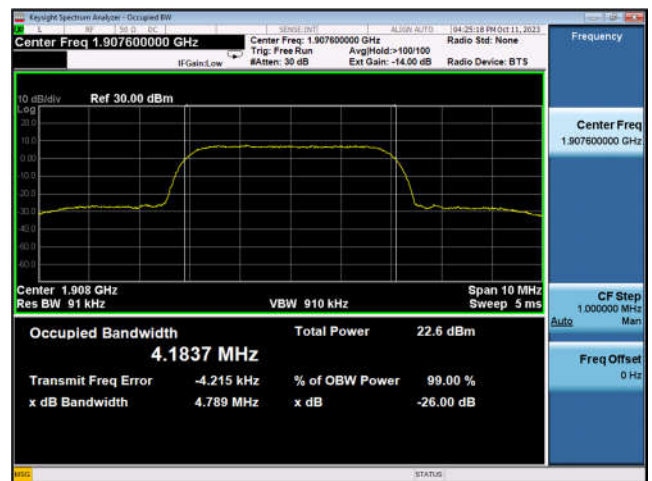 Keysight Spectrum Analyzer - Occupied BW
L RF 50 Ω DC SENSE:INT ALIGN AUTO 04:25:18 PM Oct 11, 2023
Center Freq 1.907600000 GHz
Center Freq: 1.907600000 GHz Radio Std: None
Trig: Free Run Avg|Hold:>100/100
IFGain:Low #Atten: 30 dB Ext Gain: -14.00 dB Radio Device: BTS
Frequency
10 dB/div Ref 30.00 dBm
Log
20.0
10.0
0.00
-10.0
-20.0
-30.0
-40.0
-60.0
Center 1.908 GHz Span 10 MHz
Res BW 91 kHz VBW 910 kHz Sweep 5 ms
Occupied Bandwidth Total Power 22.6 dBm
4.1837 MHz
Transmit Freq Error -4.215 kHz % of OBW Power 99.00 %
x dB Bandwidth 4.789 MHz x dB -26.00 dB
Center Freq
1.907600000 GHz
CF Step
1.000000 MHz
Auto Man
Freq Offset
0 Hz
MSG STATUS